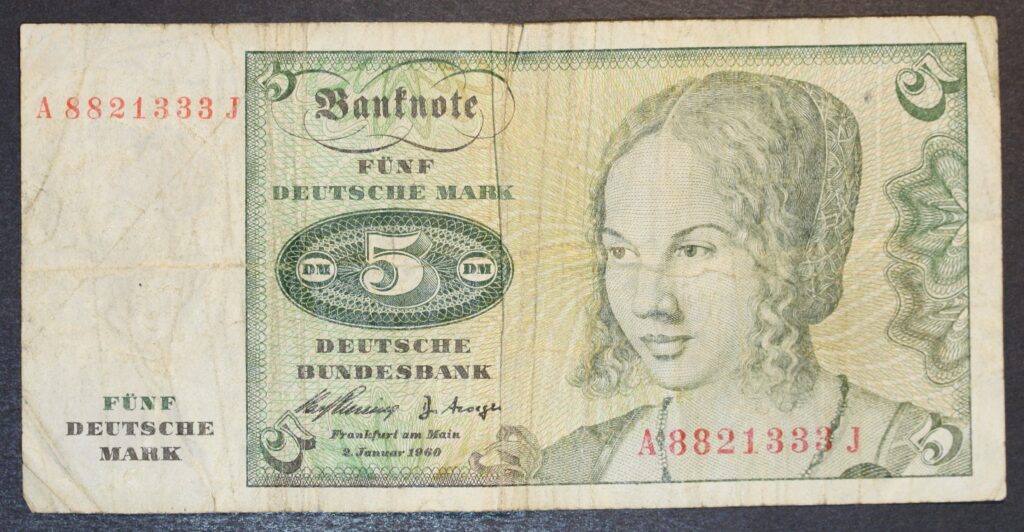 A 8821333 J
5
5
Banknote
FÜNF
DEUTSCHE MARK
DM 5 DM
DEUTSCHE
BUNDESBANK
Frankfurt am Main
2. Januar 1960
5
FÜNF
DEUTSCHE
MARK
A 8821333 J
5